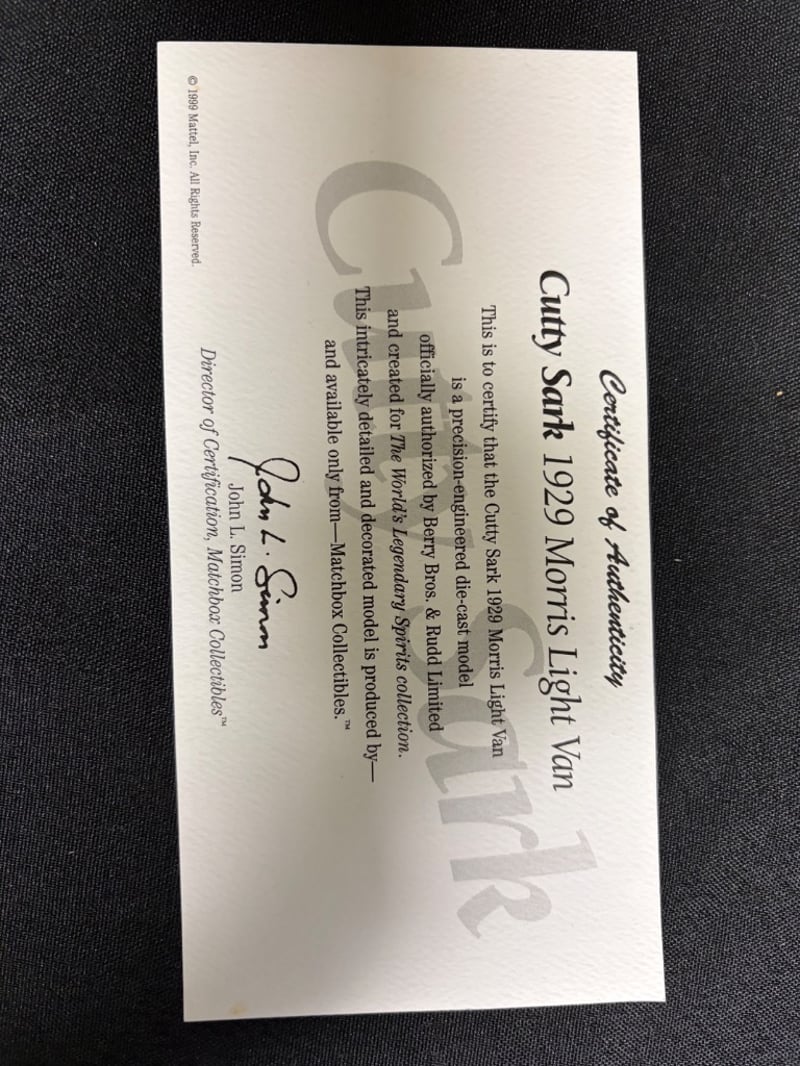 Certificate of Authenticity
Cutty Sark 1929 Morris Light Van
This is to certify that the Cutty Sark 1929 Morris Light Van
is a precision-engineered die-cast model
officially authorized by Berry Bros. & Rudd Limited
and created for The World's Legendary Spirits collection.
This intricately detailed and decorated model is produced by—
and available only from—Matchbox Collectibles.™
Cutty Sark
John L. Simon
John L. Simon
Director of Certification, Matchbox Collectibles™
© 1999 Mattel, Inc. All Rights Reserved.